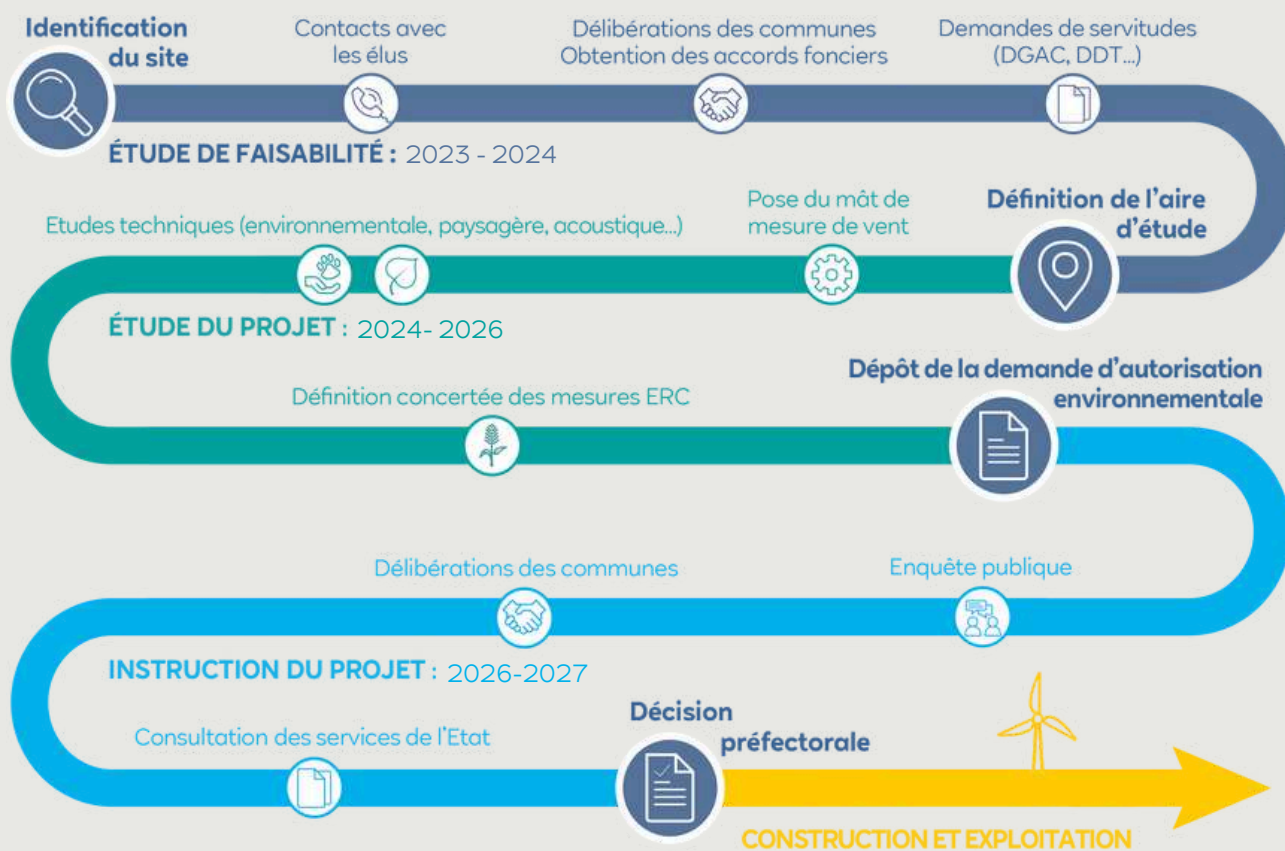 Identification
du site
Contacts avec
les élus
Délibérations des communes
Obtention des accords fonciers
Demandes de servitudes
(DGAC, DDT...)
ÉTUDE DE FAISABILITÉ : 2023 - 2024
Définition de l'aire
d'étude
Pose du mât de
mesure de vent
Etudes techniques (environnementale, paysagère, acoustique...)
ÉTUDE DU PROJET : 2024- 2026
Définition concertée des mesures ERC
Dépôt de la demande d'autorisation
environnementale
Enquête publique
Délibérations des communes
INSTRUCTION DU PROJET : 2026-2027
Consultation des services de l'Etat
Décision
préfectorale
CONSTRUCTION ET EXPLOITATION